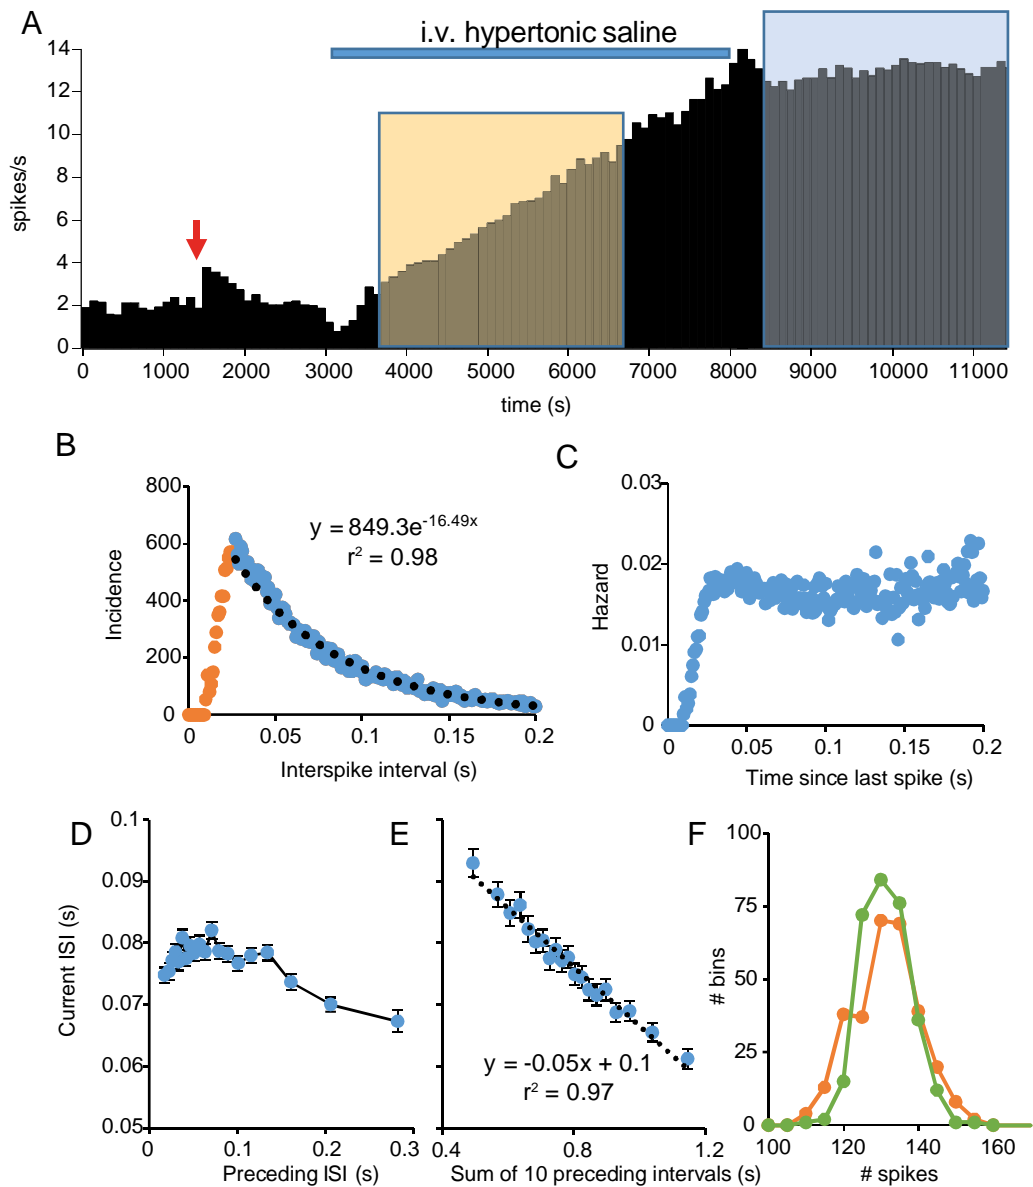 A
i.v. hypertonic saline
14
12
10
8
6
4
2
0
spikes/s
0 1000 2000 3000 4000 5000 6000 7000 8000 9000 10000 11000
time (s)
B
800
600
400
200
0
Incidence
y = 849.3e^-16.49x
r² = 0.98
0 0.05 0.1 0.15 0.2
Interspike interval (s)
C
0.03
0.02
0.01
0
Hazard
0 0.05 0.1 0.15 0.2
Time since last spike (s)
D
0.1
0.09
0.08
0.07
0.06
0.05
Current ISI (s)
0 0.1 0.2 0.3
Preceding ISI (s)
E
y = -0.05x + 0.1
r² = 0.97
0.4 0.8 1.2
Sum of 10 preceding intervals (s)
F
100
75
50
25
0
# bins
100 120 140 160
# spikes